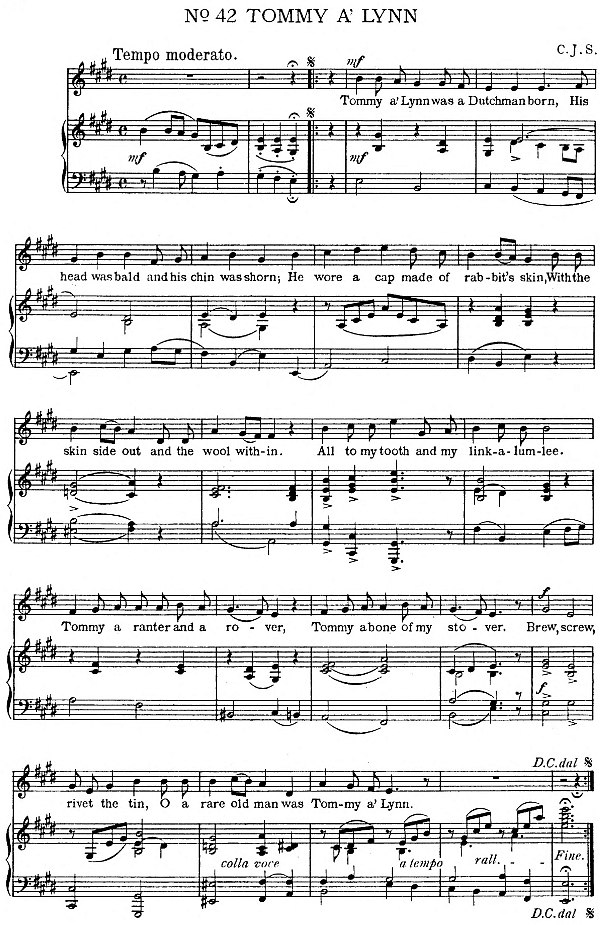 No 42 TOMMY A' LYNN
Tempo moderato.
C.J.S.
mf
Tommy a' Lynn was a Dutchman born, His
mf mf
head was bald and his chin was shorn; He wore a cap made of rab-bit's skin, With the
skin side out and the wool with-in. All to my tooth and my link-a-lum-lee.
Tommy a ranter and a ro-ver, Tommy a bone of my sto-ver. Brew, screw,
f
f
D.C. dal 𝄋
rivet the tin, O a rare old man was Tom-my a' Lynn.
colla voce a tempo rall. - - - Fine.
D.C. dal 𝄋